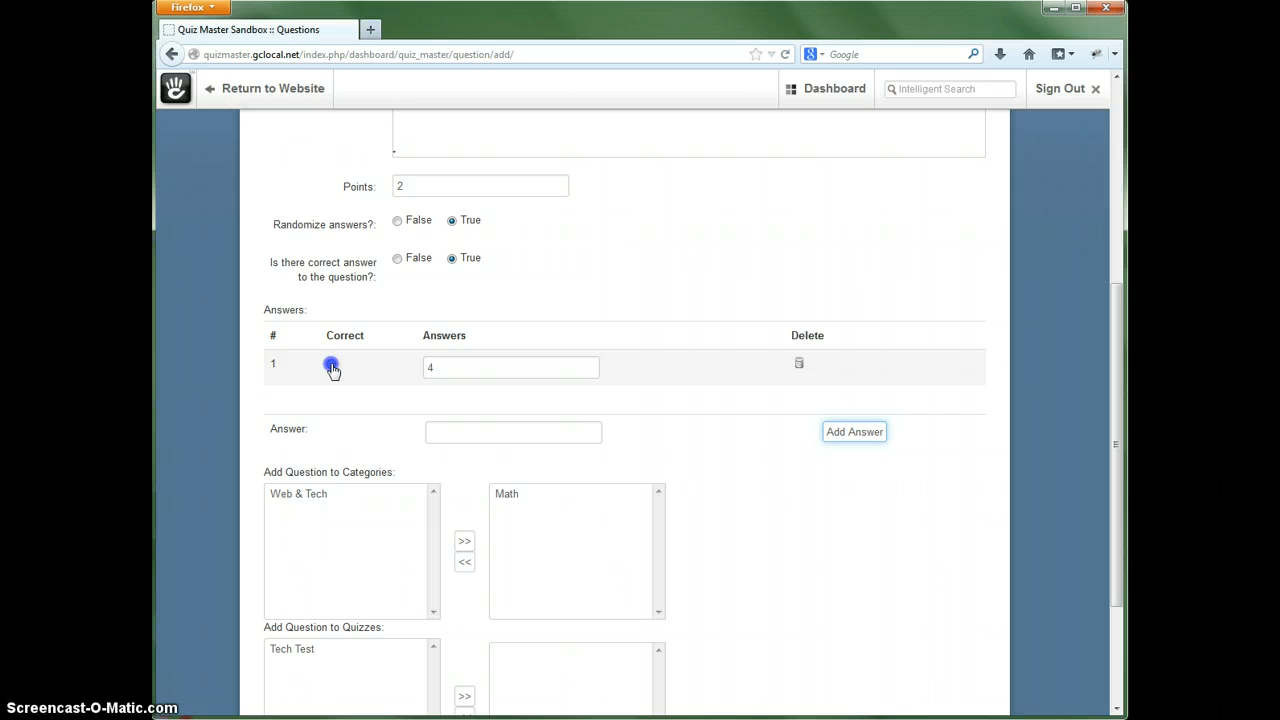 Firefox
Quiz Master Sandbox :: Questions
quizmaster.gclocal.net/index.php/dashboard/quiz_master/question/add/
Google
Return to Website
Dashboard
Intelligent Search
Sign Out
Points:
2
Randomize answers?:
False
True
Is there correct answer
to the question?:
False
True
Answers:
# Correct Answers Delete
1
4
Answer:
Add Answer
Add Question to Categories:
Web & Tech
Math
>>
<<
Add Question to Quizzes:
Tech Test
>>
Screencast-O-Matic.com